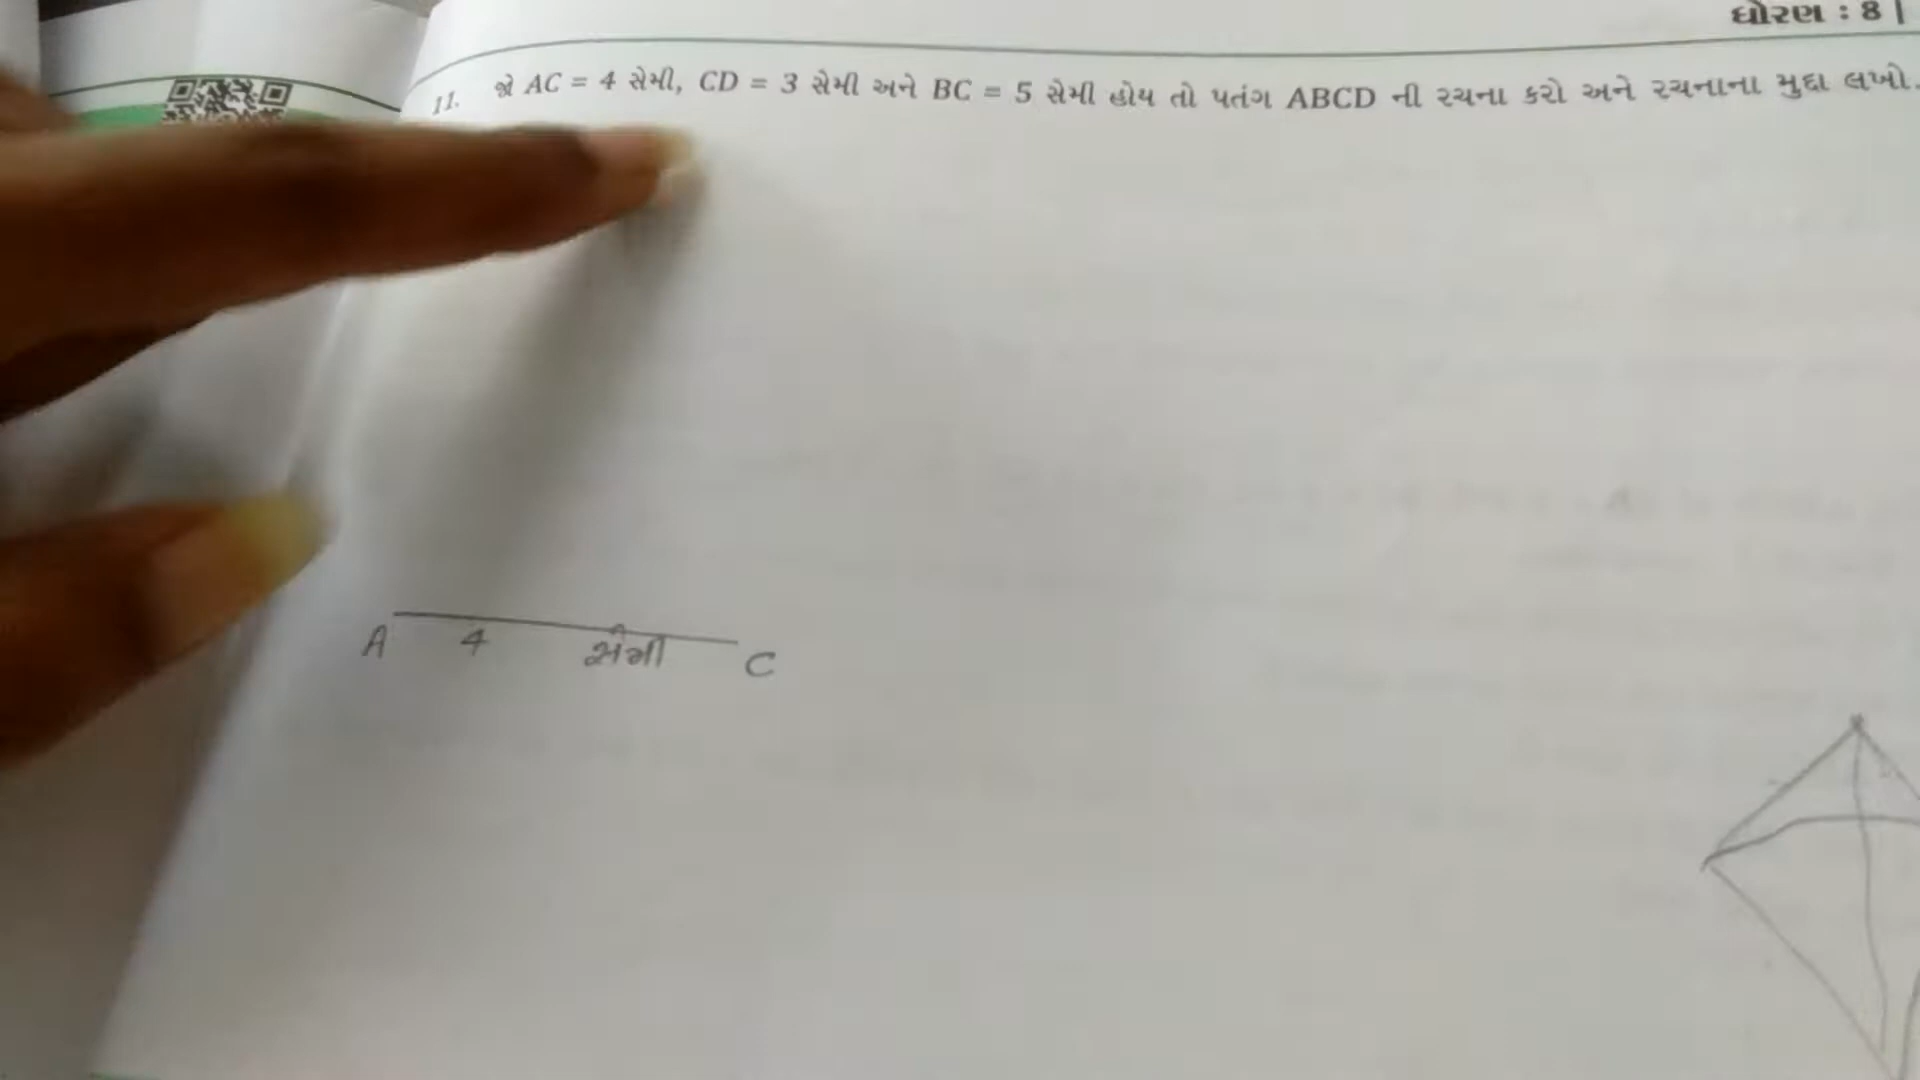 ધોરણ : 8 |
11. જો AC = 4 સેમી, CD = 3 સેમી અને BC = 5 સેમી હોય તો પતંગ ABCD ની રચના કરો અને રચનાના મુદ્દા લખો.
A 4 સેમી C